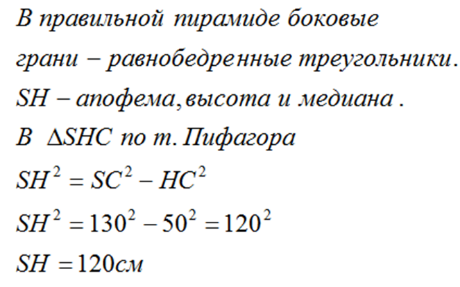 В правильной пирамиде боковые
грани – равнобедренные треугольники.
SH – апофема, высота и медиана.
В ΔSHC по т. Пифагора
SH² = SC² – HC²
SH² = 130² – 50² = 120²
SH = 120см